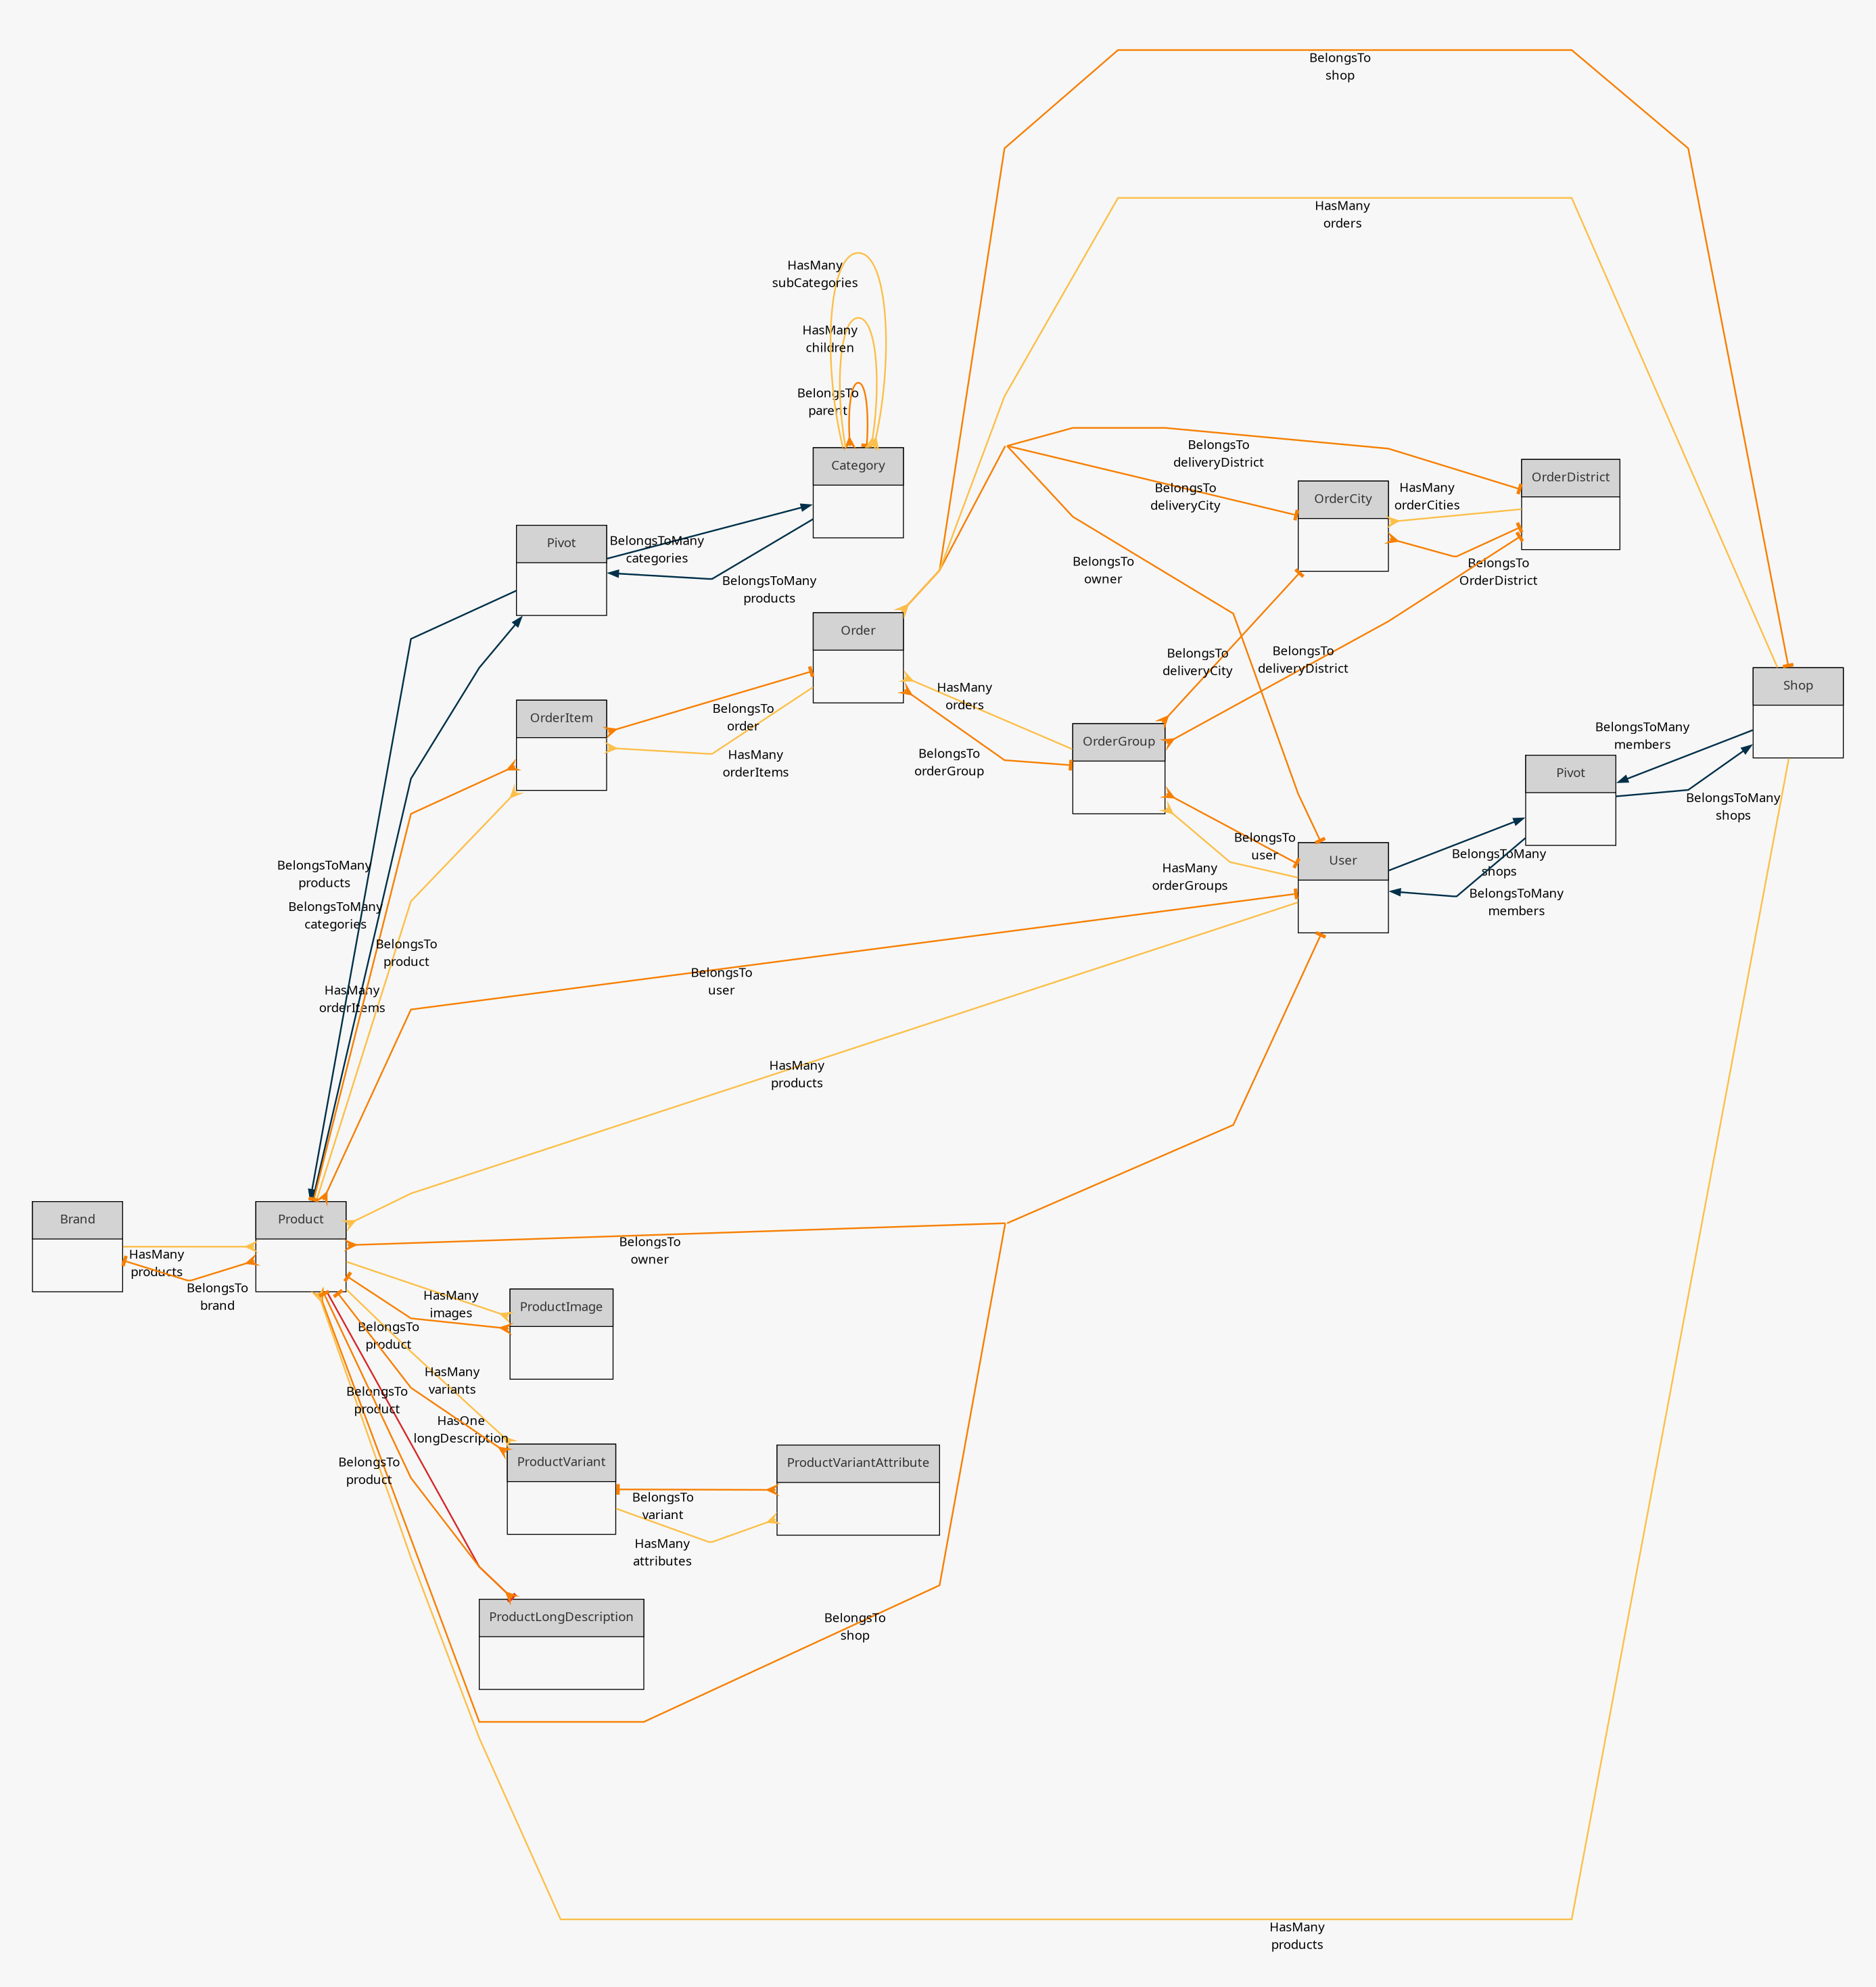 BelongsTo
shop
HasMany
orders
HasMany
subCategories
HasMany
children
BelongsTo
parent
Category
BelongsTo
deliveryDistrict
BelongsTo
deliveryCity
OrderCity
HasMany
orderCities
OrderDistrict
Pivot
BelongsToMany
categories
BelongsToMany
products
BelongsTo
owner
BelongsTo
OrderDistrict
Order
BelongsTo
deliveryCity
BelongsTo
deliveryDistrict
Shop
OrderItem
BelongsTo
order
HasMany
orders
HasMany
orderItems
BelongsTo
orderGroup
OrderGroup
BelongsToMany
members
Pivot
BelongsToMany
shops
BelongsTo
user
HasMany
orderGroups
User
BelongsToMany
shops
BelongsToMany
members
BelongsToMany
products
BelongsToMany
categories
BelongsTo
product
HasMany
orderItems
BelongsTo
user
HasMany
products
Brand
HasMany
products
BelongsTo
brand
Product
BelongsTo
owner
HasMany
images
ProductImage
BelongsTo
product
HasMany
variants
BelongsTo
product
HasOne
longDescription
BelongsTo
product
ProductVariant
BelongsTo
variant
HasMany
attributes
ProductVariantAttribute
ProductLongDescription
BelongsTo
shop
HasMany
products